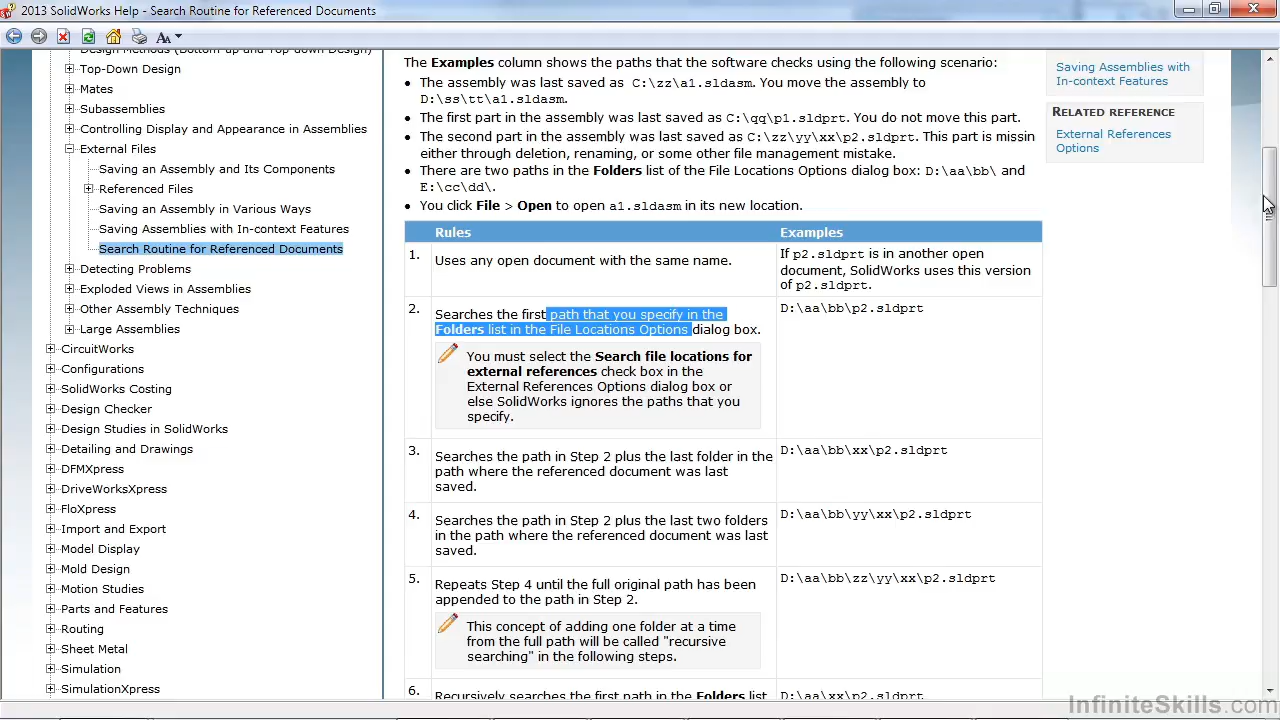 2013 SolidWorks Help - Search Routine for Referenced Documents
AA
Design Methods (Bottom-up and Top-down Design)
Top-Down Design
Mates
Subassemblies
Controlling Display and Appearance in Assemblies
External Files
Saving an Assembly and Its Components
Referenced Files
Saving an Assembly in Various Ways
Saving Assemblies with In-context Features
Search Routine for Referenced Documents
Detecting Problems
Exploded Views in Assemblies
Other Assembly Techniques
Large Assemblies
CircuitWorks
Configurations
SolidWorks Costing
Design Checker
Design Studies in SolidWorks
Detailing and Drawings
DFMXpress
DriveWorksXpress
FloXpress
Import and Export
Model Display
Mold Design
Motion Studies
Parts and Features
Routing
Sheet Metal
Simulation
SimulationXpress
The Examples column shows the paths that the software checks using the following scenario:
• The assembly was last saved as C:\zz\a1.sldasm. You move the assembly to
D:\ss\tt\a1.sldasm.
• The first part in the assembly was last saved as C:\qq\p1.sldprt. You do not move this part.
• The second part in the assembly was last saved as C:\zz\yy\xx\p2.sldprt. This part is missin
either through deletion, renaming, or some other file management mistake.
• There are two paths in the Folders list of the File Locations Options dialog box: D:\aa\bb\ and
E:\cc\dd\.
• You click File > Open to open a1.sldasm in its new location.
Rules Examples
1. Uses any open document with the same name.
If p2.sldprt is in another open
document, SolidWorks uses this version
of p2.sldprt.
2. Searches the first path that you specify in the
Folders list in the File Locations Options dialog box.
D:\aa\bb\p2.sldprt
You must select the Search file locations for
external references check box in the
External References Options dialog box or
else SolidWorks ignores the paths that you
specify.
3. Searches the path in Step 2 plus the last folder in the
path where the referenced document was last
saved.
D:\aa\bb\xx\p2.sldprt
4. Searches the path in Step 2 plus the last two folders
in the path where the referenced document was last
saved.
D:\aa\bb\yy\xx\p2.sldprt
5. Repeats Step 4 until the full original path has been
appended to the path in Step 2.
D:\aa\bb\zz\yy\xx\p2.sldprt
This concept of adding one folder at a time
from the full path will be called "recursive
searching" in the following steps.
6. Recursively searches the first path in the Folders list
D:\aa\xx\p2.sldprt
Saving Assemblies with
In-context Features
RELATED REFERENCE
External References
Options
InfiniteSkills.com